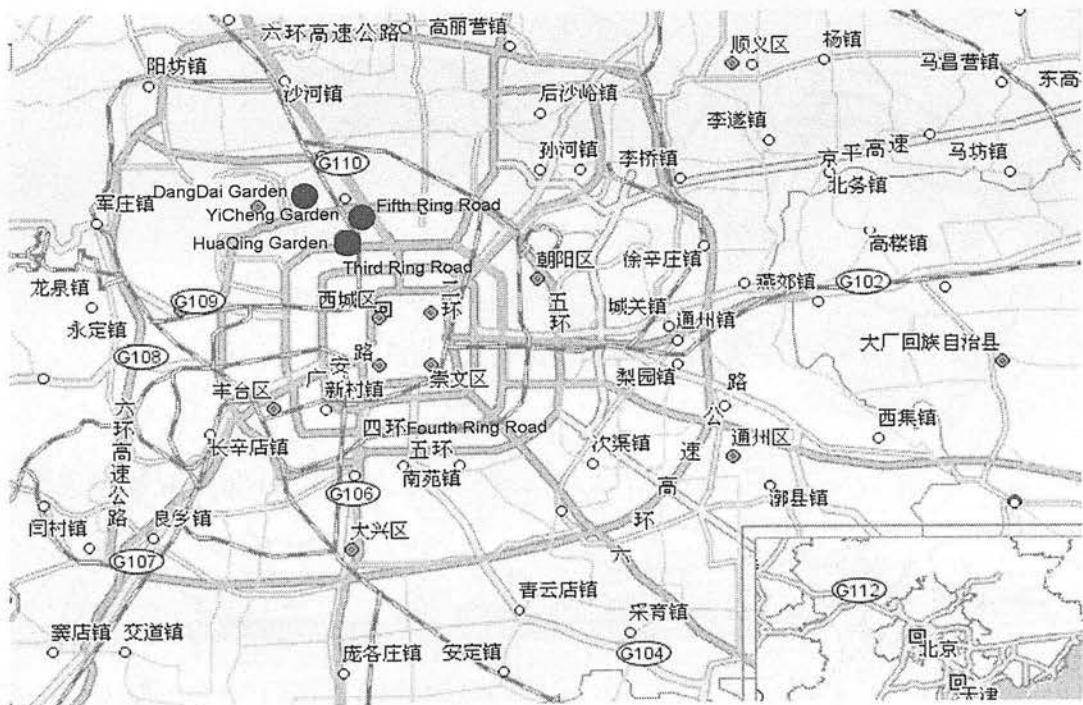 六环高速公路
高丽营镇
顺义区
杨镇
马昌营镇
阳坊镇
沙河镇
后沙峪镇
东高
李遂镇
G110
孙河镇
李桥镇
京平高速
马坊镇
北务镇
DangDai Garden
军庄镇
YiCheng Garden
Fifth Ring Road
HuaQing Garden
高楼镇
Third Ring Road
朝阳区
徐辛庄镇
龙泉镇
G109
西城区
二环
五环
城关
燕郊镇
G102
永定镇
通州镇
G108
广安路
大厂回族自治县
丰台区
新村镇
崇文区
梨园镇
六环高速公路
四环
Fourth Ring Road
西集镇
长辛店镇
五环
次渠镇
通州区
南苑镇
G106
漷县镇
闫村镇
良乡镇
六环高速公路
大兴区
G107
G112
青云店镇
采育镇
北京
窦店镇
交道镇
庞各庄镇
安定镇
G104
天津